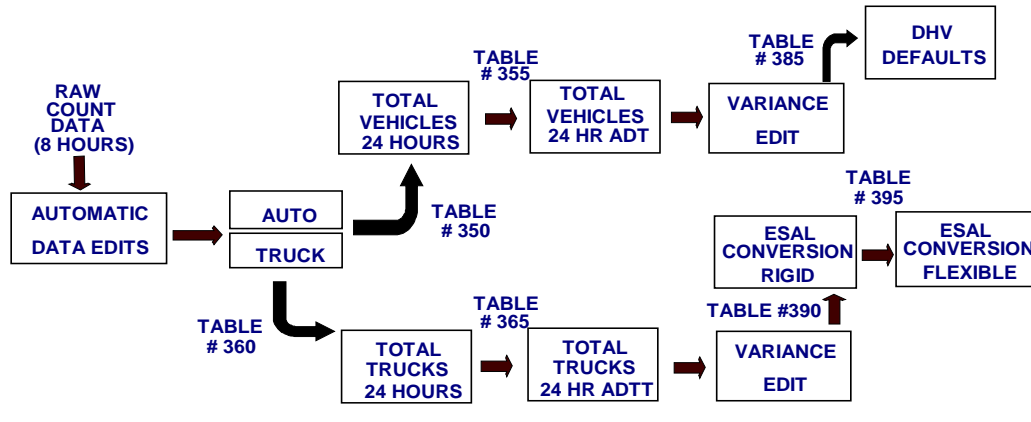 RAW
COUNT
DATA
(8 HOURS)
AUTOMATIC
DATA EDITS
AUTO
TRUCK
TABLE
# 350
TOTAL
VEHICLES
24 HOURS
TABLE
# 355
TOTAL
VEHICLES
24 HR ADT
VARIANCE
EDIT
TABLE
# 385
DHV
DEFAULTS
TABLE
# 360
TOTAL
TRUCKS
24 HOURS
TABLE
# 365
TOTAL
TRUCKS
24 HR ADTT
VARIANCE
EDIT
TABLE #390
ESAL
CONVERSION
RIGID
TABLE
# 395
ESAL
CONVERSION
FLEXIBLE